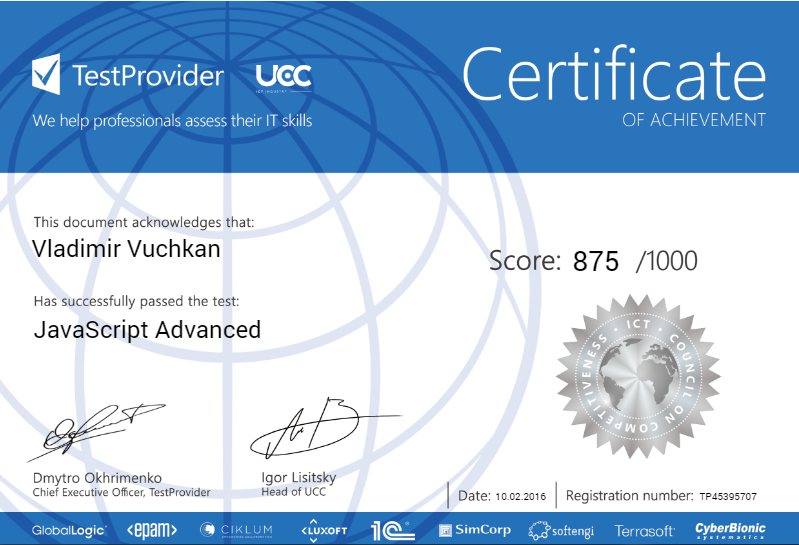 TestProvider
UCC
Certificate
We help professionals assess their IT skills
OF ACHIEVEMENT
This document acknowledges that:
Vladimir Vuchkan
Score: 875 /1000
Has successfully passed the test:
JavaScript Advanced
ICT • COUNCIL ON COMPETITIVENESS •
Dmytro Okhrimenko
Chief Executive Officer, TestProvider
Igor Lisitsky
Head of UCC
Date: 10.02.2016
Registration number: TP45395707
GlobalLogic <epam> CIKLUM LUXOFT 1C SimCorp softengi Terrasoft CyberBionic
systematics